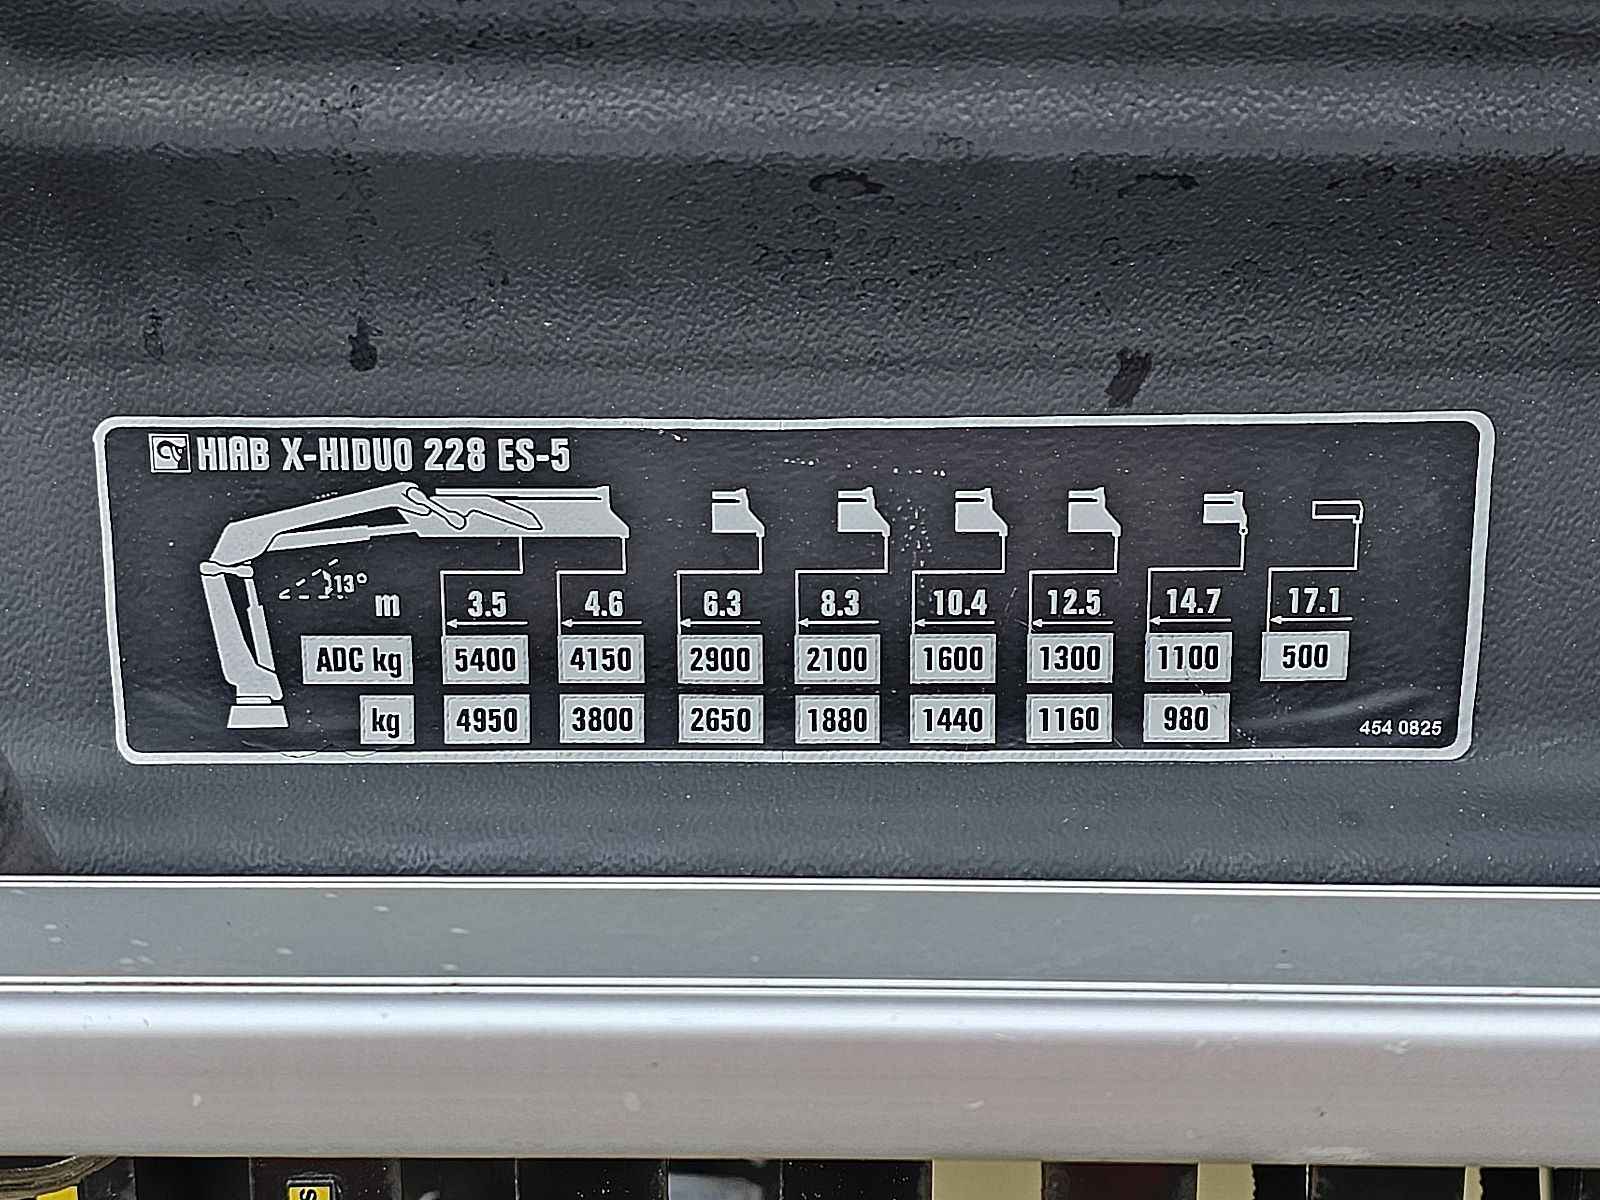 HIAB X-HIDUO 228 ES-5
13°
m 3.5 4.6 6.3 8.3 10.4 12.5 14.7 17.1
ADC kg 5400 4150 2900 2100 1600 1300 1100 500
kg 4950 3800 2650 1880 1440 1160 980
454 0825
S